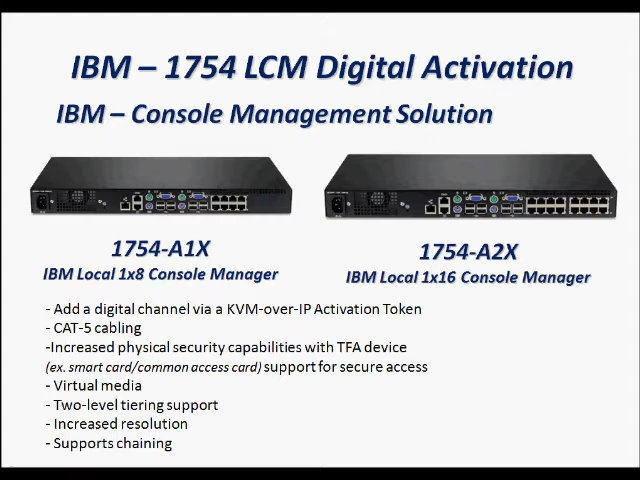 IBM – 1754 LCM Digital Activation
IBM – Console Management Solution
1754-A1X
IBM Local 1x8 Console Manager
1754-A2X
IBM Local 1x16 Console Manager
- Add a digital channel via a KVM-over-IP Activation Token
- CAT-5 cabling
-Increased physical security capabilities with TFA device
(ex. smart card/common access card) support for secure access
- Virtual media
- Two-level tiering support
- Increased resolution
- Supports chaining